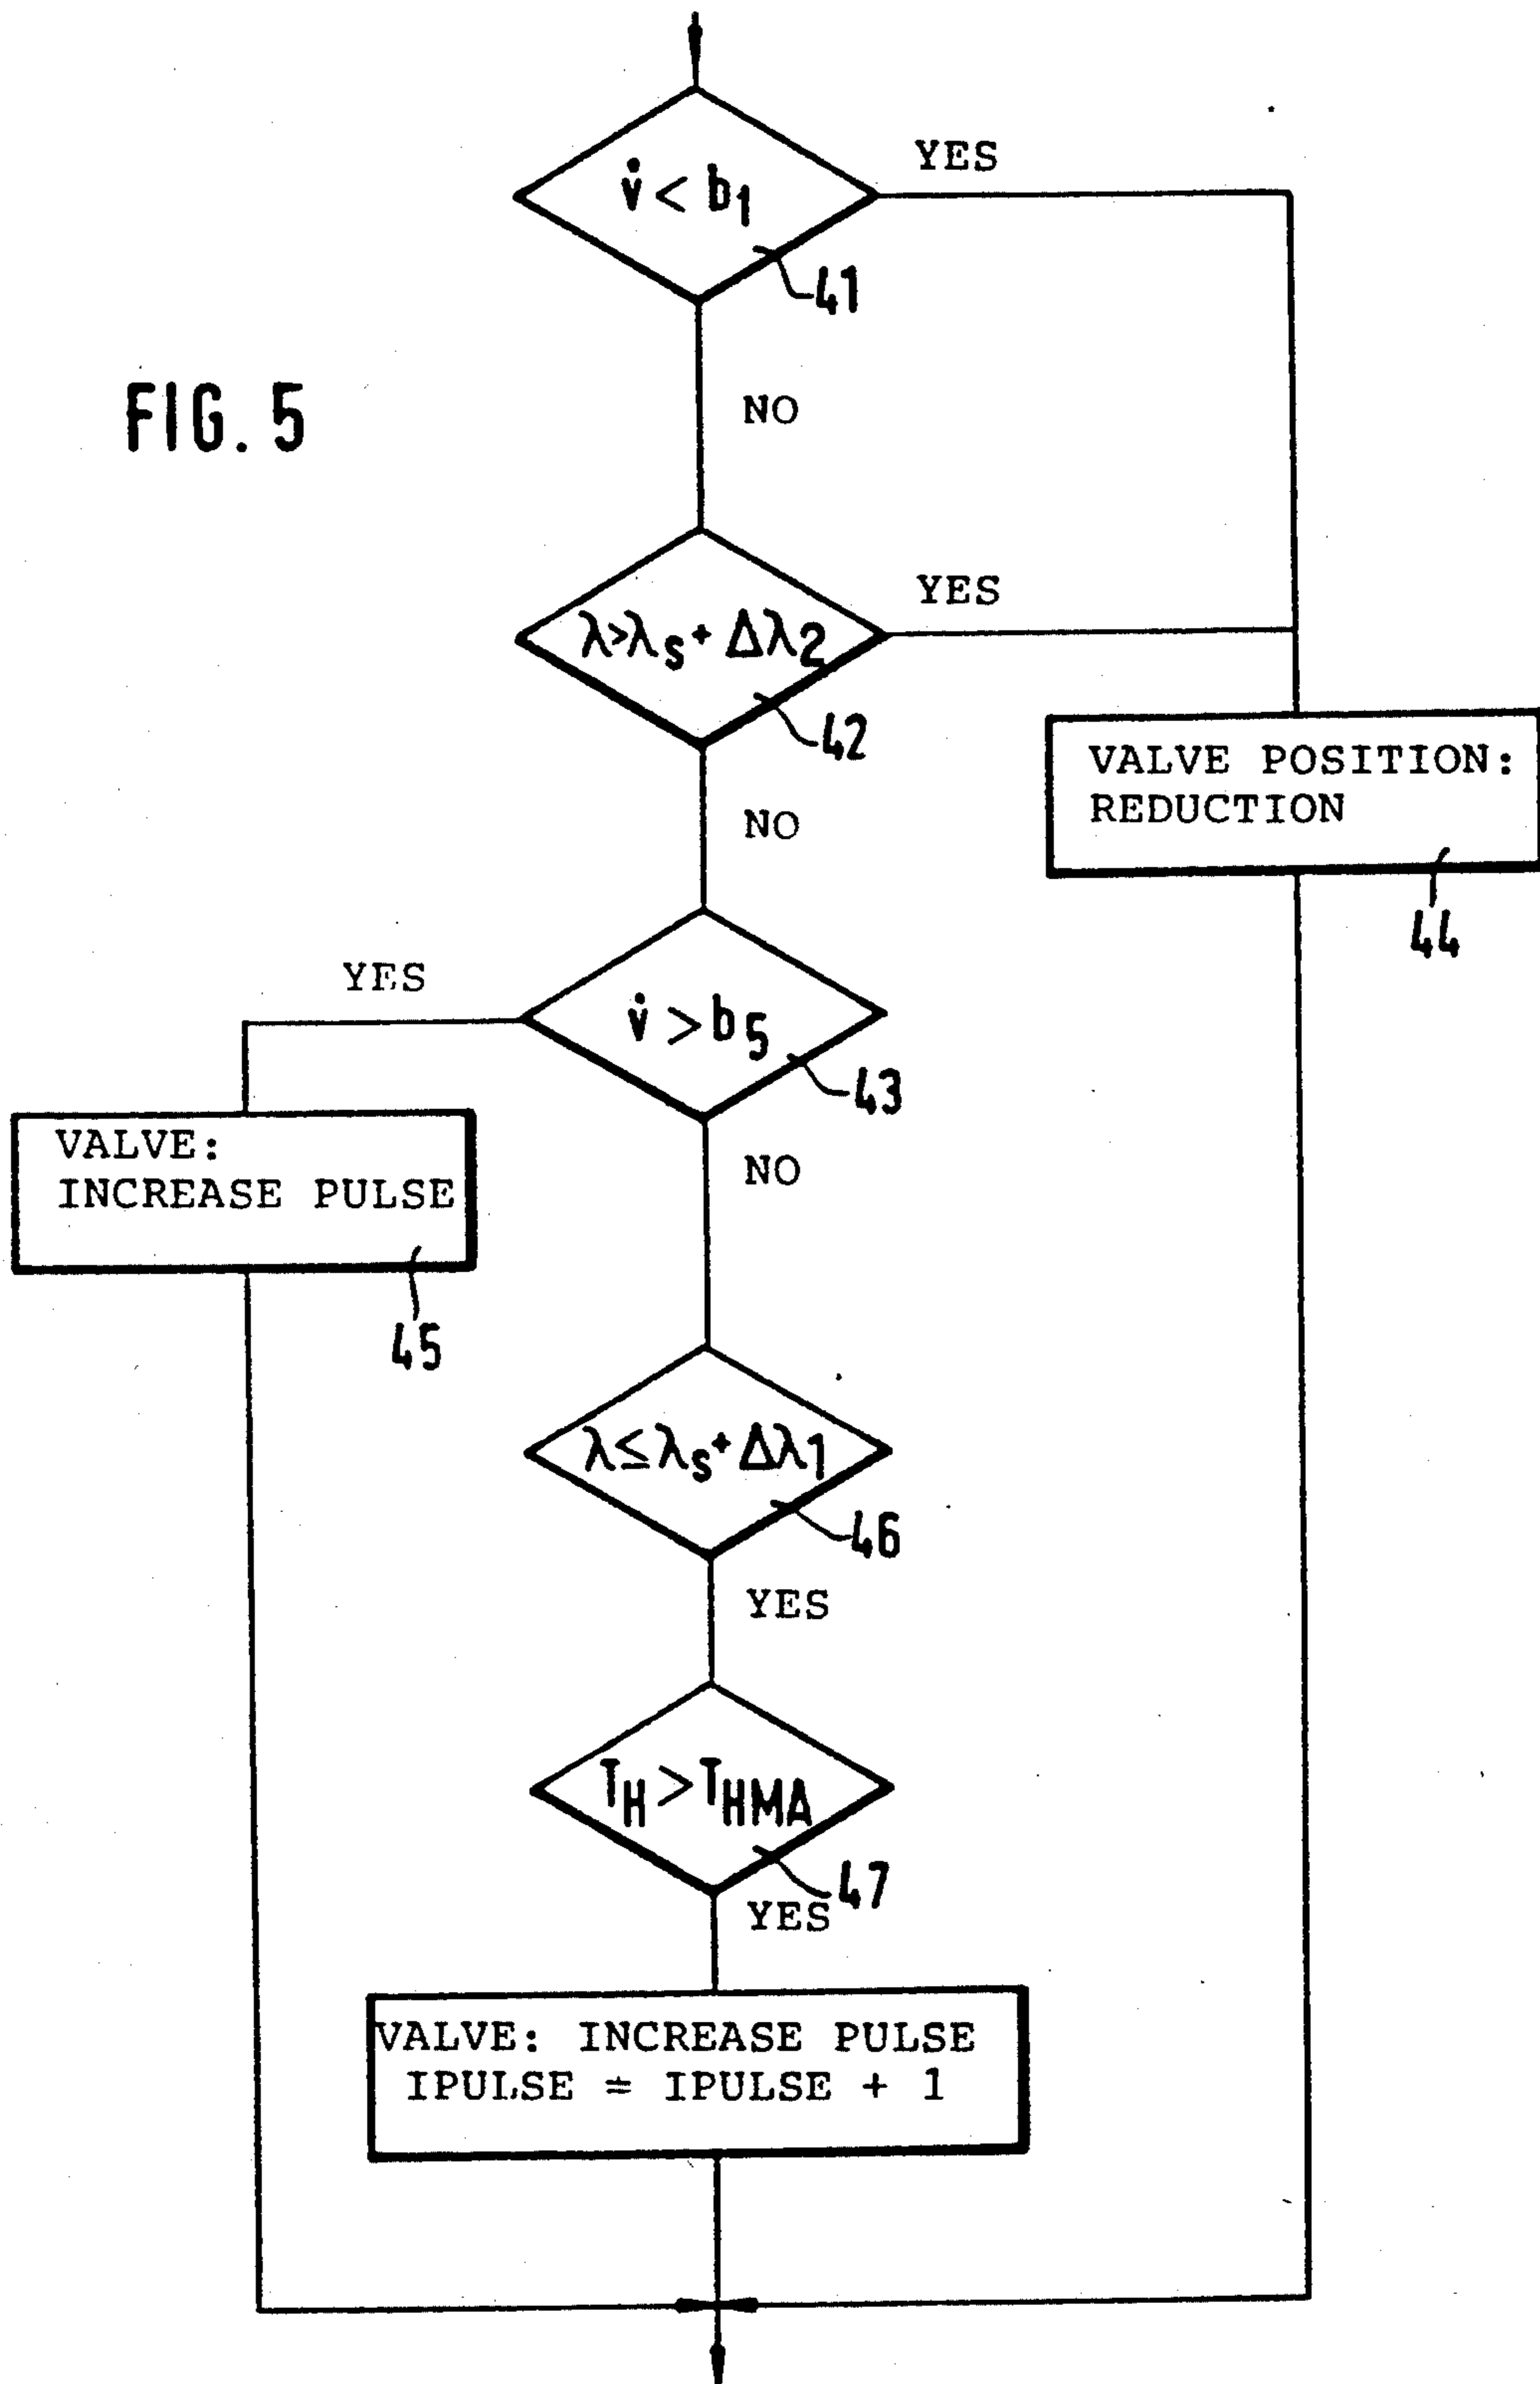 v̇ < b1
YES
41
FIG. 5
NO
λ>λs+ Δλ2
YES
42
VALVE POSITION:
REDUCTION
44
NO
YES
v̇ > b5
43
VALVE:
INCREASE PULSE
45
NO
λ≤λs+Δλ1
46
YES
TH > THMA
47
YES
VALVE: INCREASE PULSE
IPULSE = IPULSE + 1